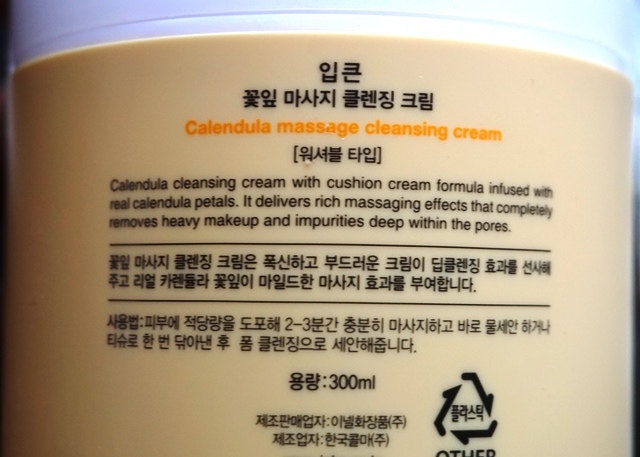 입큰
꽃잎 마사지 클렌징 크림
Calendula massage cleansing cream
[워셔블 타입]
Calendula cleansing cream with cushion cream formula infused with
real calendula petals. It delivers rich massaging effects that completely
removes heavy makeup and impurities deep within the pores.
꽃잎 마사지 클렌징 크림은 폭신하고 부드러운 크림이 딥클렌징 효과를 선사해
주고 리얼 카렌듈라 꽃잎이 마일드한 마사지 효과를 부여합니다.
사용법:피부에 적당량을 도포해 2-3분간 충분히 마사지하고 바로 물세안 하거나
티슈로 한 번 닦아낸 후 폼 클렌징으로 세안해줍니다.
용량:300ml
제조판매업자:이넬화장품(주)
제조업자:한국콜마(주)
플라스틱
OTHER